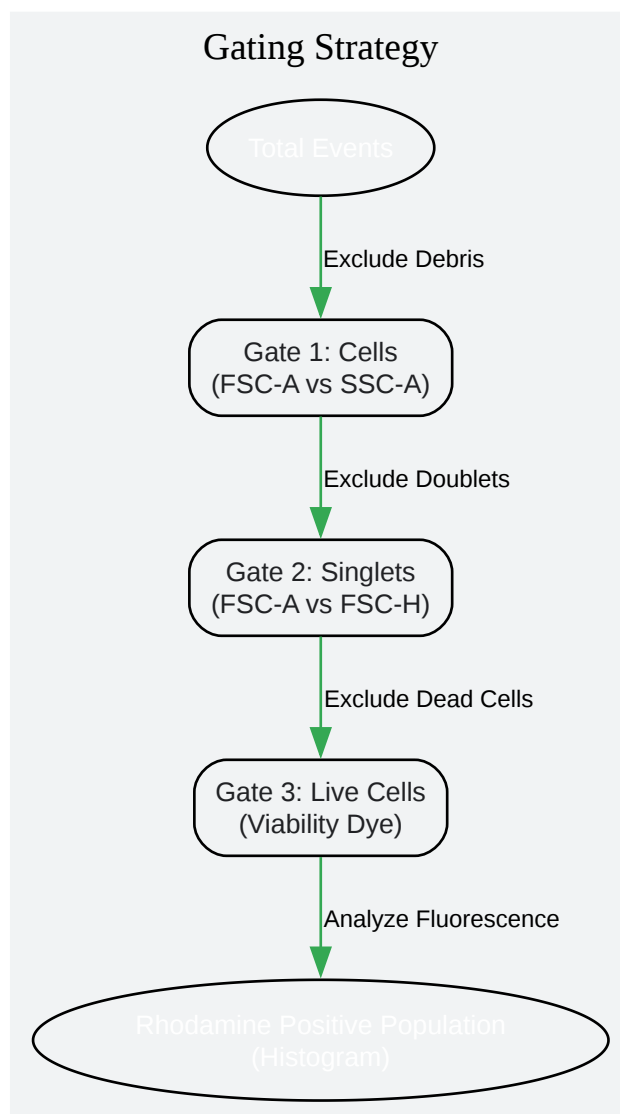 Gating Strategy
Total Events
Exclude Debris
Gate 1: Cells
(FSC-A vs SSC-A)
Exclude Doublets
Gate 2: Singlets
(FSC-A vs FSC-H)
Exclude Dead Cells
Gate 3: Live Cells
(Viability Dye)
Analyze Fluorescence
Rhodamine Positive Population
(Histogram)